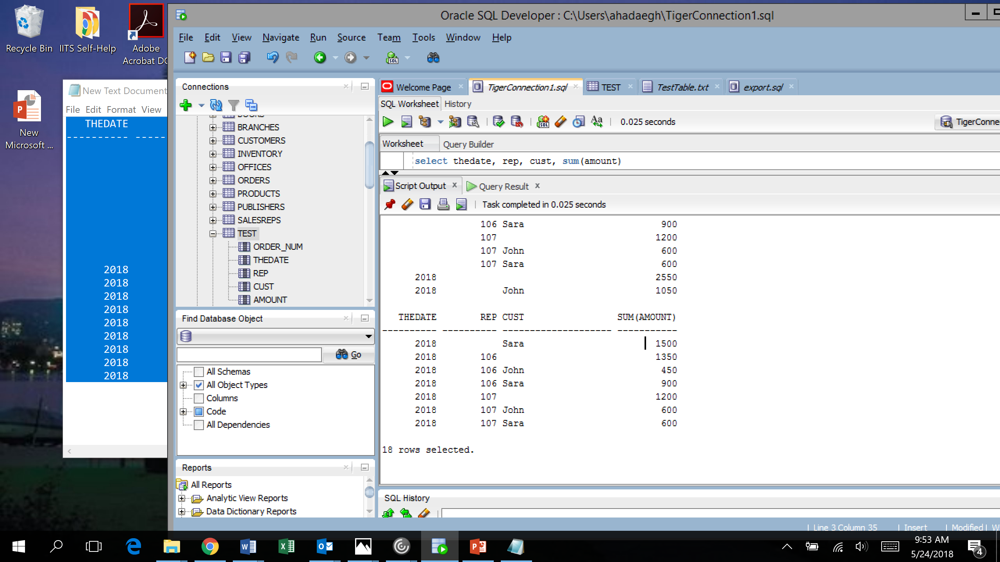 Recycle Bin
IITS Self-Help
Adobe
Acrobat DC
New
Microsoft ...
New Text Document
File Edit Format View
THEDATE
---------- -----
2018
2018
2018
2018
2018
2018
2018
2018
2018
Oracle SQL Developer : C:\Users\ahadaegh\TigerConnection1.sql
File Edit View Navigate Run Source Team Tools Window Help
Connections
BRANCHES
CUSTOMERS
INVENTORY
OFFICES
ORDERS
PRODUCTS
PUBLISHERS
SALESREPS
TEST
ORDER_NUM
THEDATE
REP
CUST
AMOUNT
Find Database Object
Go
All Schemas
All Object Types
Columns
Code
All Dependencies
Reports
All Reports
Analytic View Reports
Data Dictionary Reports
Welcome Page TigerConnection1.sql TEST TestTable.txt export.sql
SQL Worksheet History
0.025 seconds
TigerConne
Worksheet Query Builder
select thedate, rep, cust, sum(amount)
Script Output x Query Result x
Task completed in 0.025 seconds
106 Sara 900
107 1200
107 John 600
107 Sara 600
2018 2550
2018 John 1050
THEDATE REP CUST SUM(AMOUNT)
---------- ---------- -------------------- -----------
2018 Sara 1500
2018 106 1350
2018 106 John 450
2018 106 Sara 900
2018 107 1200
2018 107 John 600
2018 107 Sara 600
18 rows selected.
SQL History
Line 3 Column 35 Insert Modified W
9:53 AM
5/24/2018
4